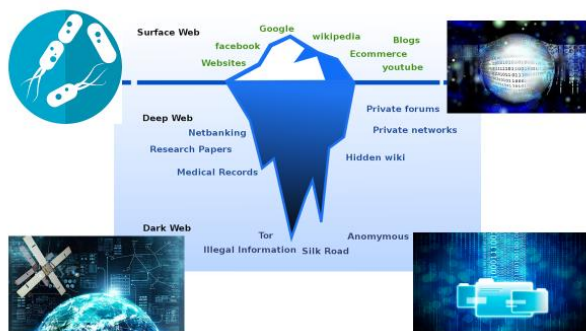 Surface Web
Google
facebook
wikipedia
Blogs
Ecommerce
Websites
youtube
Deep Web
Private forums
Netbanking
Private networks
Research Papers
Hidden wiki
Medical Records
Dark Web
Tor
Anomymous
Illegal Information
Silk Road